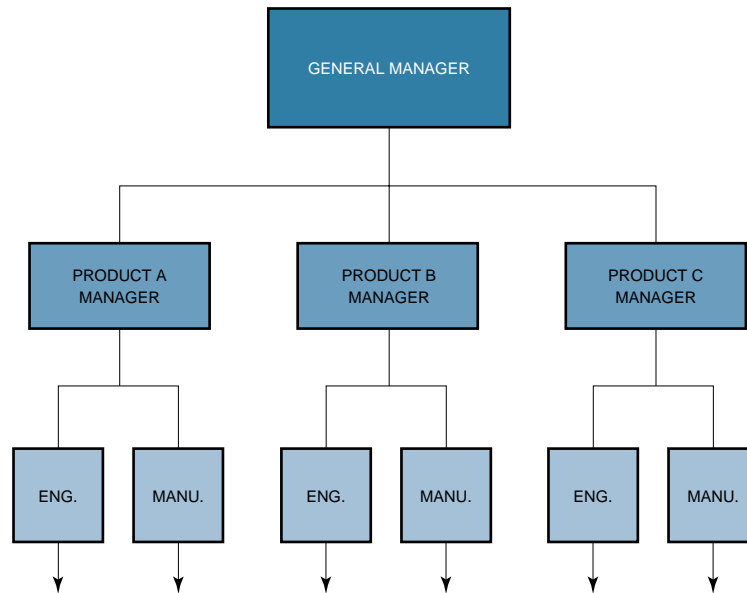 GENERAL MANAGER
PRODUCT A
MANAGER
PRODUCT B
MANAGER
PRODUCT C
MANAGER
ENG.
MANU.
ENG.
MANU.
ENG.
MANU.